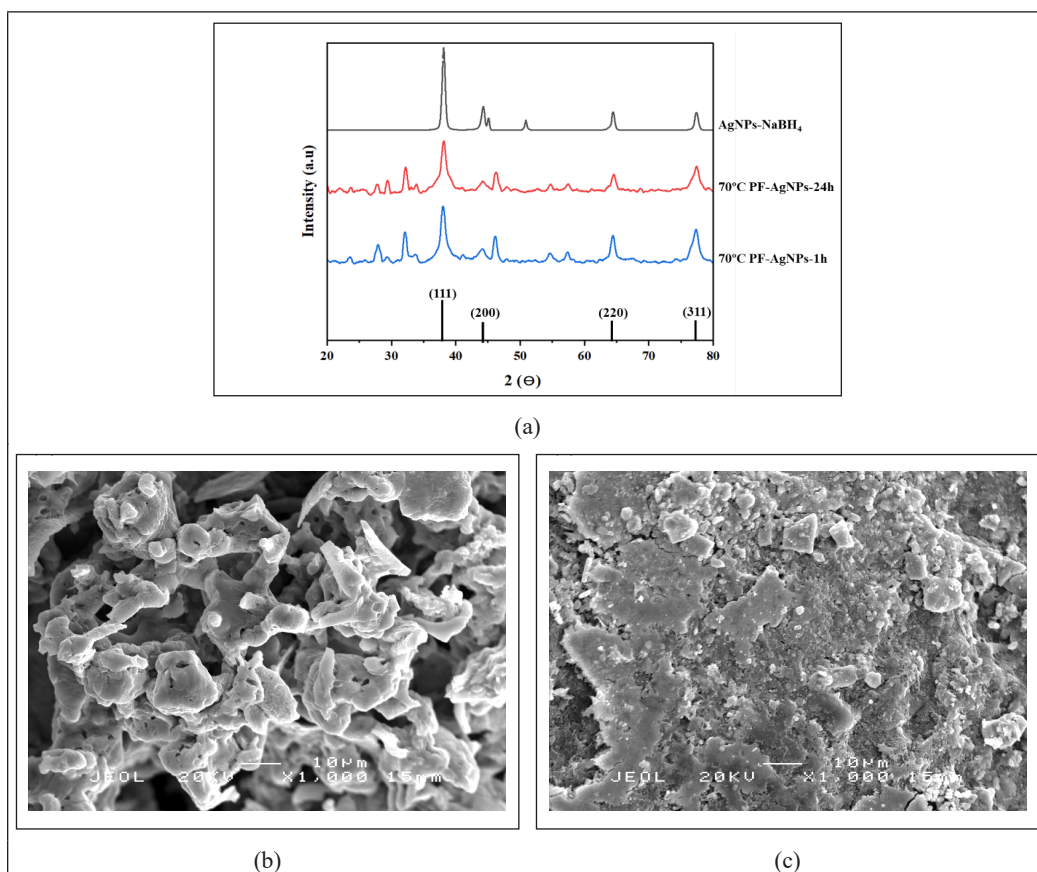 AgNPs-NaBH₄
70°C PF-AgNPs-24h
70°C PF-AgNPs-1h
Intensity (a.u)
(111)
(200)
(220)
(311)
20 30 40 50 60 70 80
2 (Θ)
(a)
JEOL 20KV X1,000 10μm 15mm
JEOL 20KV X1,000 10μm 15mm
(b) (c)